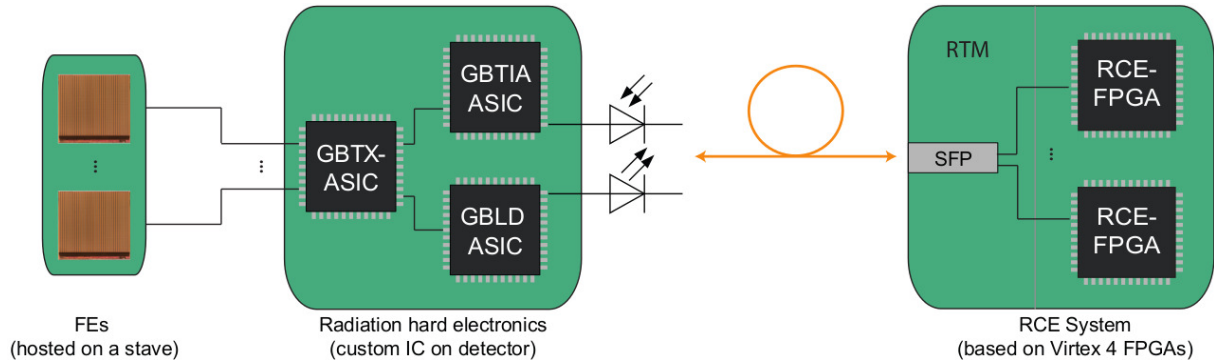 GBTIA
ASIC
GBTX-
ASIC
GBLD
ASIC
RTM
SFP
RCE-
FPGA
RCE-
FPGA
...
...
...
FEs
(hosted on a stave)
Radiation hard electronics
(custom IC on detector)
RCE System
(based on Virtex 4 FPGAs)